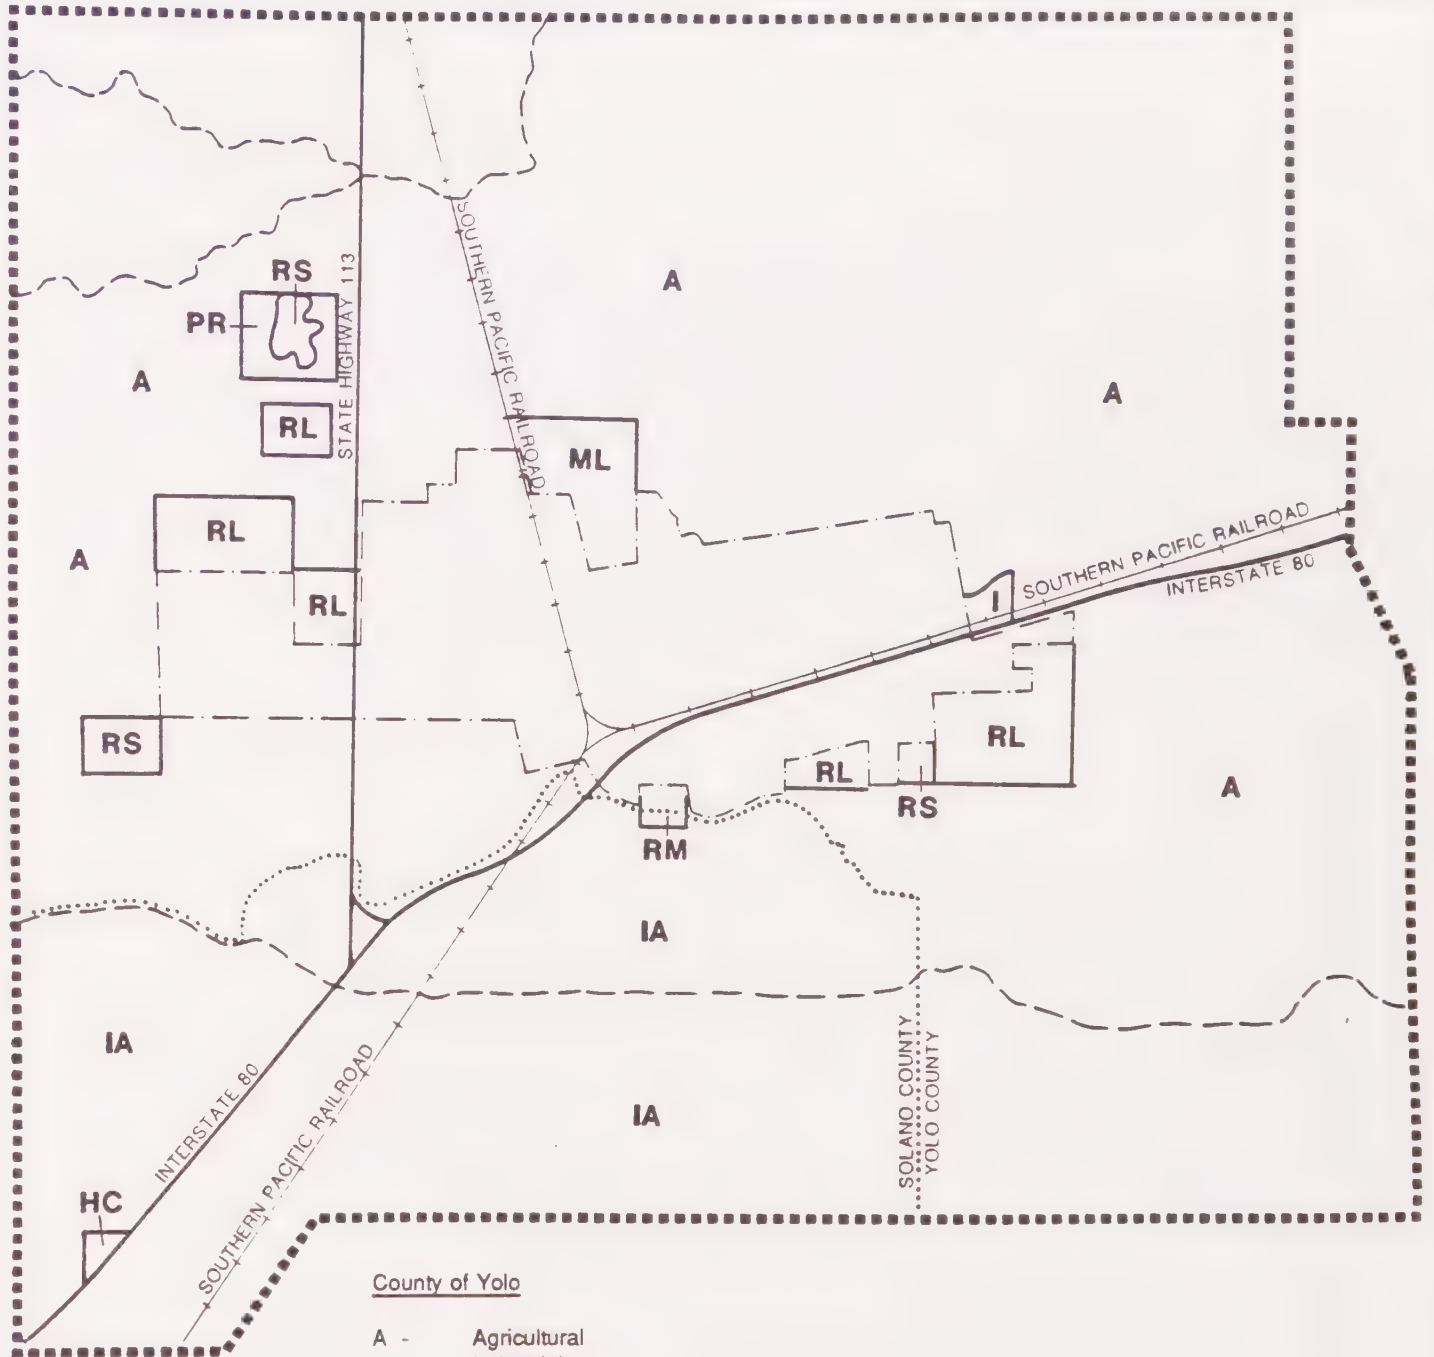 RS
SOUTHERN PACIFIC RAILROAD
STATE HIGHWAY 113
A
PR
A
A
RL
ML
RL
A
SOUTHERN PACIFIC RAILROAD
INTERSTATE 80
RL
I
RS
RL
RL
A
RS
RM
IA
IA
SOLANO COUNTY
YOLO COUNTY
INTERSTATE 80
SOUTHERN PACIFIC RAILROAD
IA
HC
County of Yolo
A - Agricultural